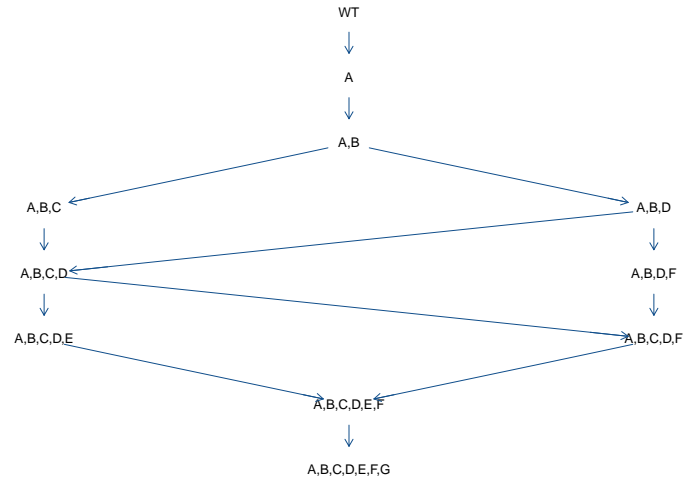 WT
A
A,B
A,B,C
A,B,D
A,B,C,D
A,B,D,F
A,B,C,D,E
A,B,C,D,F
A,B,C,D,E,F
A,B,C,D,E,F,G